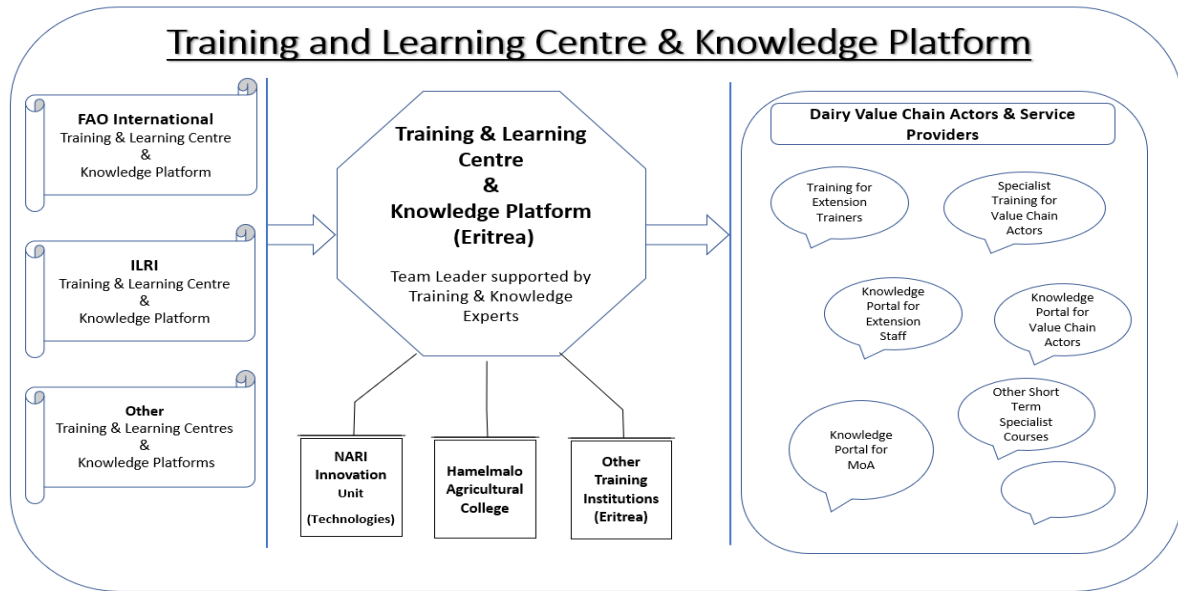 Training and Learning Centre & Knowledge Platform
FAO International
Training & Learning Centre
&
Knowledge Platform
ILRI
Training & Learning Centre
&
Knowledge Platform
Other
Training & Learning Centres
&
Knowledge Platforms
Training & Learning
Centre
&
Knowledge Platform
(Eritrea)
Team Leader supported by
Training & Knowledge
Experts
NARI
Innovation
Unit
(Technologies)
Hamelmalo
Agricultural
College
Other
Training
Institutions
(Eritrea)
Dairy Value Chain Actors & Service
Providers
Training for
Extension
Trainers
Specialist
Training for
Value Chain
Actors
Knowledge
Portal for
Extension
Staff
Knowledge
Portal for
Value Chain
Actors
Knowledge
Portal for
MoA
Other Short
Term
Specialist
Courses